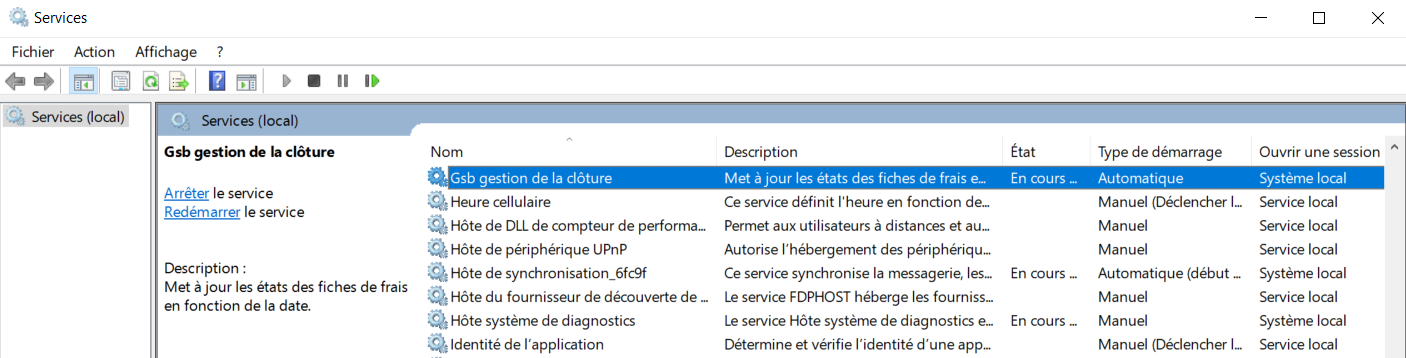 Services
Fichier Action Affichage ?
Services (local)
Services (local)
Gsb gestion de la clôture
Arrêter le service
Redémarrer le service
Description :
Met à jour les états des fiches de frais
en fonction de la date.
Nom Description État Type de démarrage Ouvrir une session
Gsb gestion de la clôture Met à jour les états des fiches de frais e... En cours ... Automatique Système local
Heure cellulaire Ce service définit l'heure en fonction de... Manuel (Déclencher l... Service local
Hôte de DLL de compteur de performa... Permet aux utilisateurs à distances et au... Manuel Service local
Hôte de périphérique UPnP Autorise l'hébergement des périphériqu... Manuel Service local
Hôte de synchronisation_6fc9f Ce service synchronise la messagerie, les... En cours ... Automatique (début ... Système local
Hôte du fournisseur de découverte de ... Le service FDPHOST héberge les fourniss... Manuel Service local
Hôte système de diagnostics Le service Hôte système de diagnostics e... En cours ... Manuel Système local
Identité de l'application Détermine et vérifie l'identité d'une app... Manuel (Déclencher l... Service local